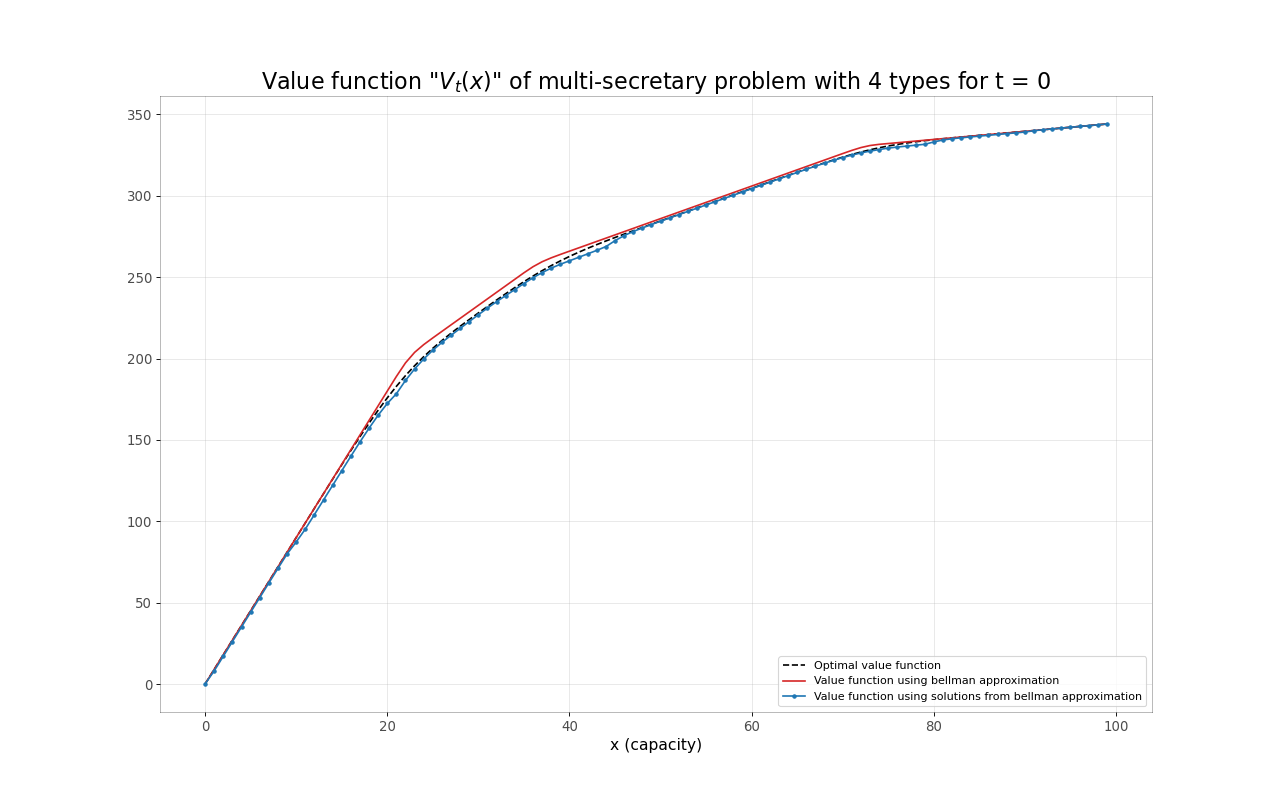 Value function "V_t(x)" of multi-secretary problem with 4 types for t = 0
350
300
250
200
150
100
50
0
0 20 40 60 80 100
x (capacity)
Optimal value function
Value function using bellman approximation
Value function using solutions from bellman approximation